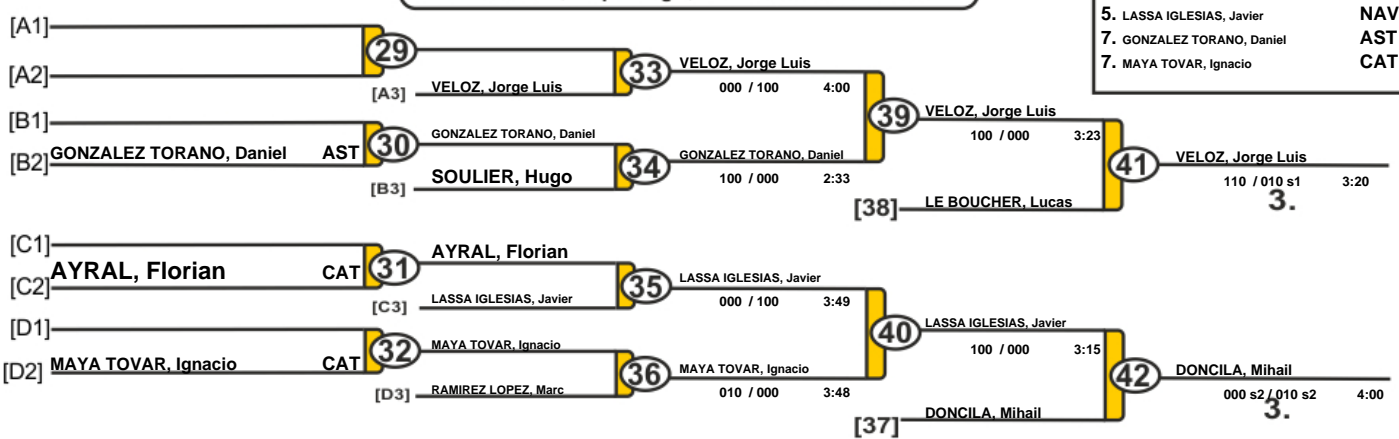 5. LASSA IGLESIAS, Javier NAV
7. GONZALEZ TORANO, Daniel AST
7. MAYA TOVAR, Ignacio CAT
[A1]
[A2]
29
[A3] VELOZ, Jorge Luis
33
VELOZ, Jorge Luis
000 / 100 4:00
[B1]
[B2] GONZALEZ TORANO, Daniel AST
30
GONZALEZ TORANO, Daniel
[B3] SOULIER, Hugo
34
GONZALEZ TORANO, Daniel
100 / 000 2:33
39
VELOZ, Jorge Luis
100 / 000 3:23
[38] LE BOUCHER, Lucas
41
VELOZ, Jorge Luis
110 / 010 s1 3:20
3.
[C1]
[C2] AYRAL, Florian CAT
31
AYRAL, Florian
[C3] LASSA IGLESIAS, Javier
35
LASSA IGLESIAS, Javier
000 / 100 3:49
[D1]
[D2] MAYA TOVAR, Ignacio CAT
32
MAYA TOVAR, Ignacio
[D3] RAMIREZ LOPEZ, Marc
36
MAYA TOVAR, Ignacio
010 / 000 3:48
40
LASSA IGLESIAS, Javier
100 / 000 3:15
[37] DONCILA, Mihail
42
DONCILA, Mihail
000 s2 / 010 s2 4:00
3.